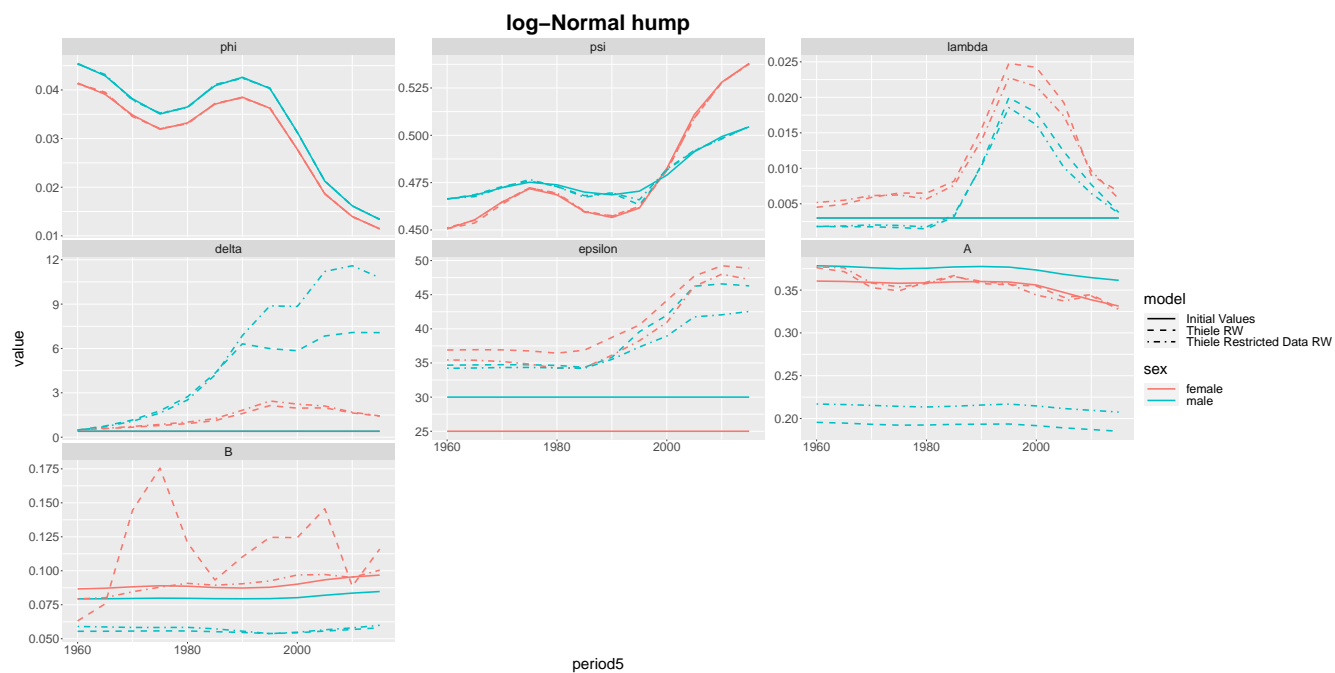 log−Normal hump
phi
psi
lambda
0.04
0.03
0.02
0.01
0.525
0.500
0.475
0.450
0.025
0.020
0.015
0.010
0.005
delta
epsilon
A
12
9
6
3
0
50
45
40
35
30
25
0.35
0.30
0.25
0.20
1960
1980
2000
1960
1980
2000
B
0.175
0.150
0.125
0.100
0.075
0.050
1960
1980
2000
value
period5
model
Initial Values
Thiele RW
Thiele Restricted Data RW
sex
female
male